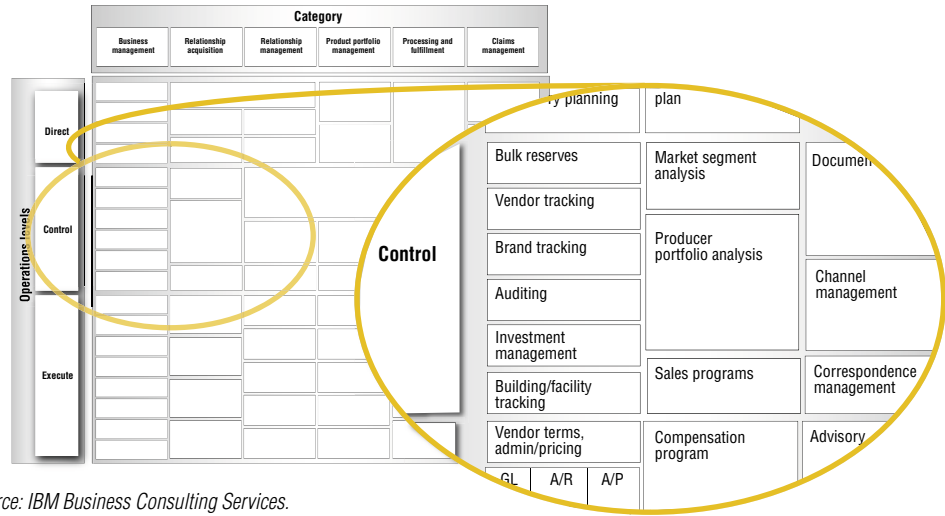 Category
Business
management
Relationship
acquisition
Relationship
management
Product portfolio
management
Processing and
fulfillment
Claims
management
Operations levels
Direct
Control
Execute
Control
planning
plan
Bulk reserves
Vendor tracking
Brand tracking
Auditing
Investment
management
Building/facility
tracking
Vendor terms,
admin/pricing
GL
A/R
A/P
Market segment
analysis
Producer
portfolio analysis
Sales programs
Compensation
program
Channel
management
Correspondence
management
Advisory
IBM Business Consulting Services.